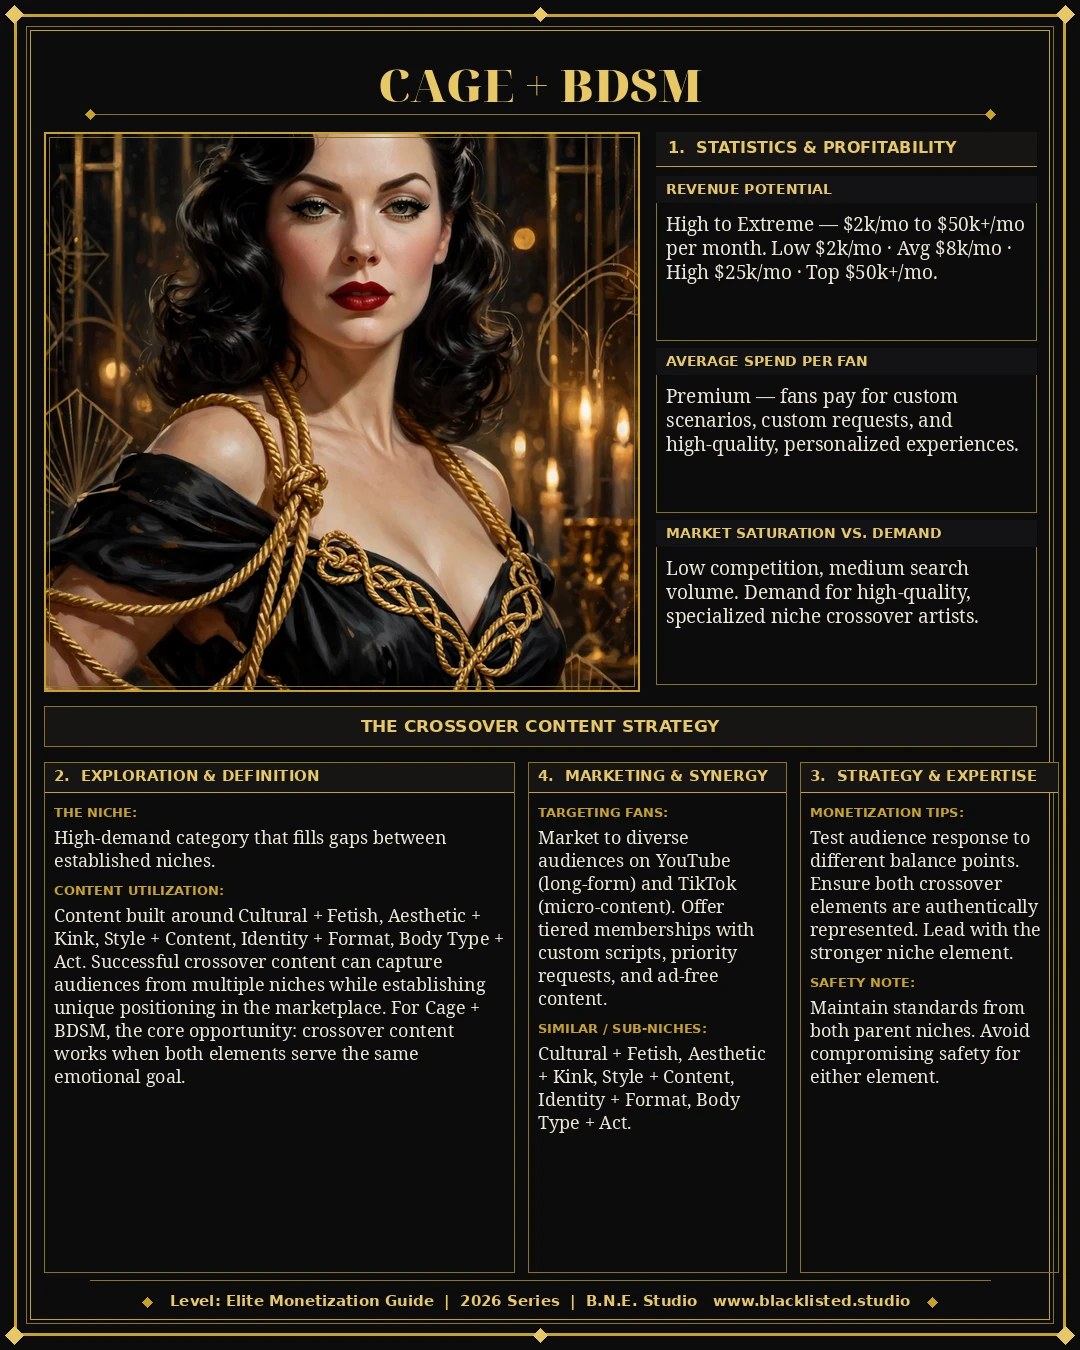 CAGE + BDSM
1. STATISTICS & PROFITABILITY
REVENUE POTENTIAL
High to Extreme — $2k/mo to $50k+/mo
per month. Low $2k/mo · Avg $8k/mo ·
High $25k/mo · Top $50k+/mo.
AVERAGE SPEND PER FAN
Premium — fans pay for custom
scenarios, custom requests, and
high-quality, personalized experiences.
MARKET SATURATION VS. DEMAND
Low competition, medium search
volume. Demand for high-quality,
specialized niche crossover artists.
THE CROSSOVER CONTENT STRATEGY
2. EXPLORATION & DEFINITION
THE NICHE:
High-demand category that fills gaps between
established niches.
CONTENT UTILIZATION:
Content built around Cultural + Fetish, Aesthetic +
Kink, Style + Content, Identity + Format, Body Type +
Act. Successful crossover content can capture
audiences from multiple niches while establishing
unique positioning in the marketplace. For Cage +
BDSM, the core opportunity: crossover content
works when both elements serve the same
emotional goal.
4. MARKETING & SYNERGY
TARGETING FANS:
Market to diverse
audiences on YouTube
(long-form) and TikTok
(micro-content). Offer
tiered memberships with
custom scripts, priority
requests, and ad-free
content.
SIMILAR / SUB-NICHES:
Cultural + Fetish, Aesthetic
+ Kink, Style + Content,
Identity + Format, Body
Type + Act.
3. STRATEGY & EXPERTISE
MONETIZATION TIPS:
Test audience response to
different balance points.
Ensure both crossover
elements are authentically
represented. Lead with the
stronger niche element.
SAFETY NOTE:
Maintain standards from
both parent niches. Avoid
compromising safety for
either element.
Level: Elite Monetization Guide | 2026 Series | B.N.E. Studio www.blacklisted.studio